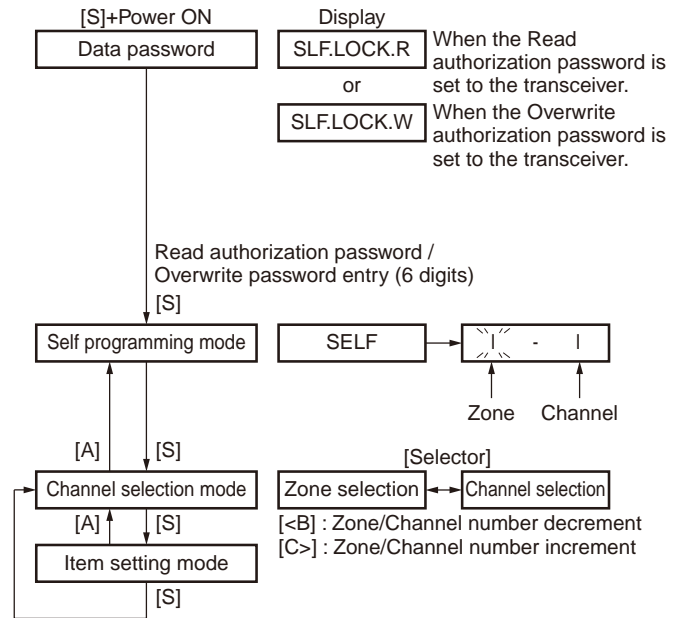 [S]+Power ON
Data password
Display
SLF.LOCK.R
When the Read
authorization password is
set to the transceiver.
or
SLF.LOCK.W
When the Overwrite
authorization password is
set to the transceiver.
Read authorization password /
Overwrite password entry (6 digits)
[S]
Self programming mode
SELF
1 - 1
Zone
Channel
[A]
[S]
Channel selection mode
[Selector]
Zone selection
Channel selection
[<B] : Zone/Channel number decrement
[C>] : Zone/Channel number increment
[A]
[S]
Item setting mode
[S]